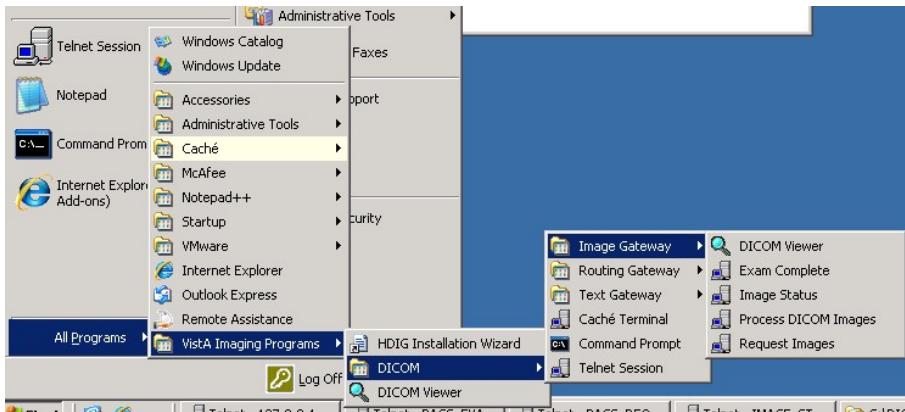 Administrative Tools
Telnet Session
Windows Catalog
Faxes
Windows Update
Notepad
Accessories
pport
Administrative Tools
Command Prom
Caché
McAfee
Internet Explor
Add-ons)
Notepad++
Startup
curity
VMware
Internet Explorer
Outlook Express
Remote Assistance
All Programs
VistA Imaging Programs
HDIG Installation Wizard
DICOM
DICOM Viewer
Image Gateway
Routing Gateway
Text Gateway
Caché Terminal
Command Prompt
Telnet Session
DICOM Viewer
Exam Complete
Image Status
Process DICOM Images
Request Images
Log Off